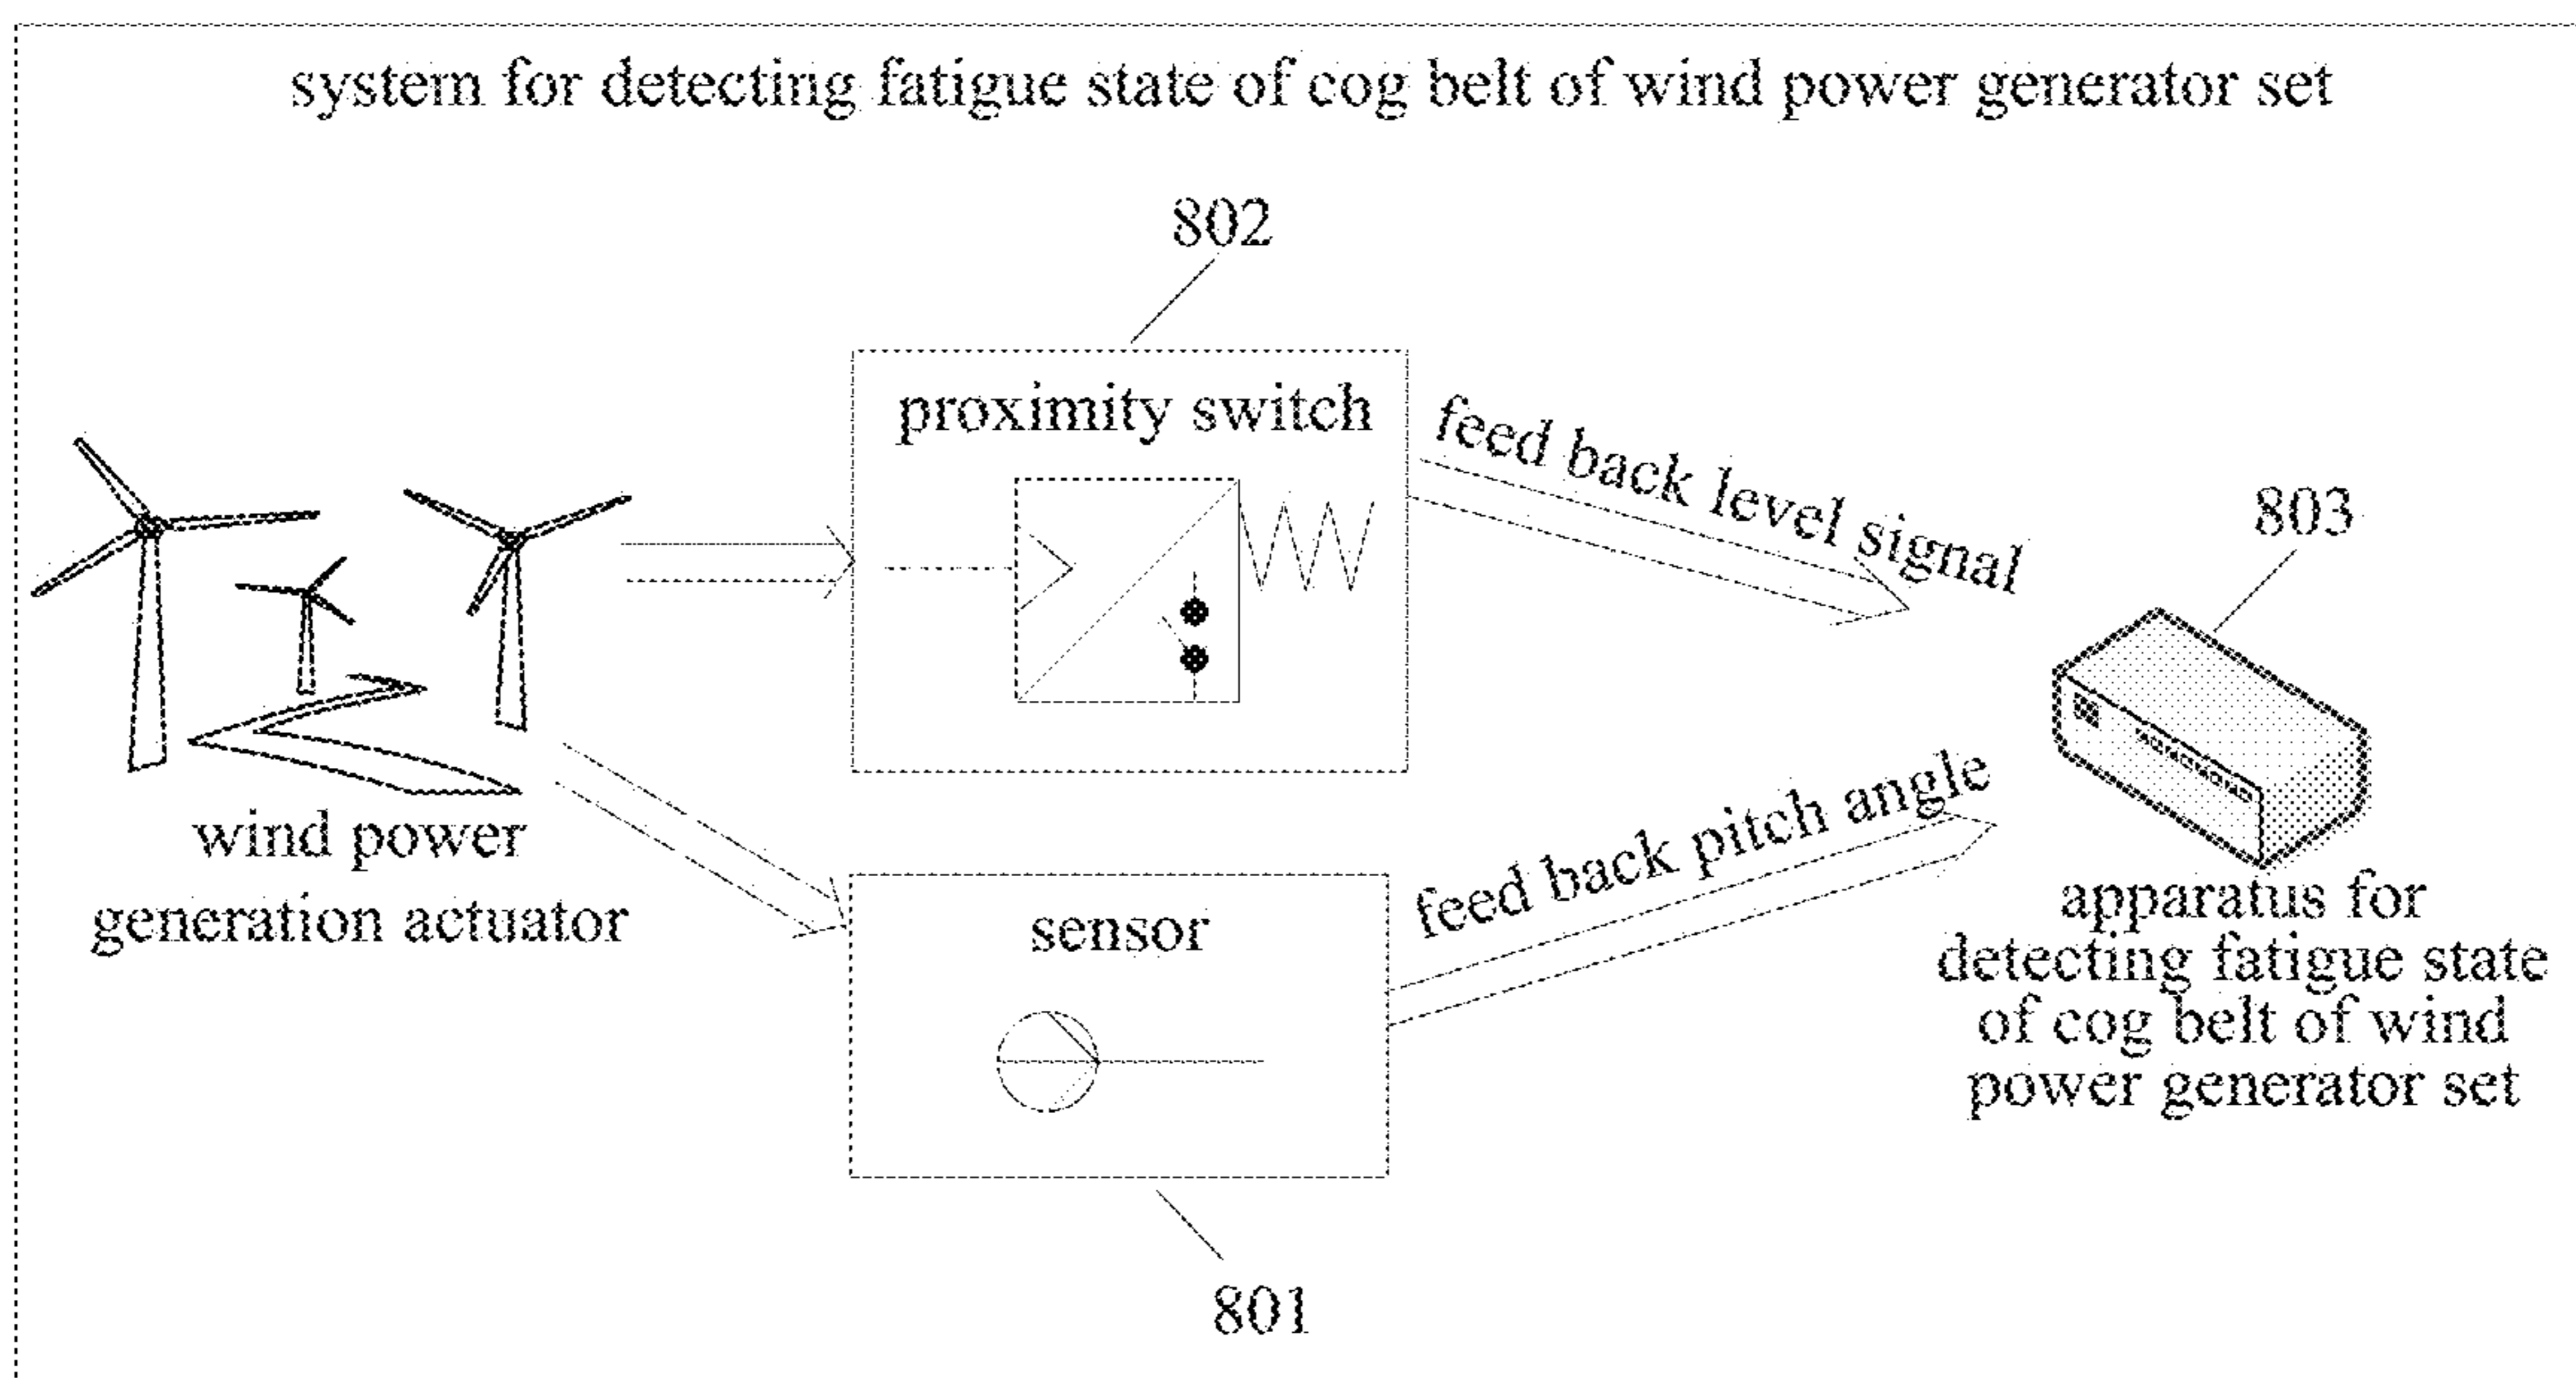 system for detecting fatigue state of cog belt of wind power generator set
802
proximity switch
feed back level signal
803
wind power
generation actuator
sensor
feed back pitch angle
apparatus for
detecting fatigue state
of cog belt of wind
power generator set
801